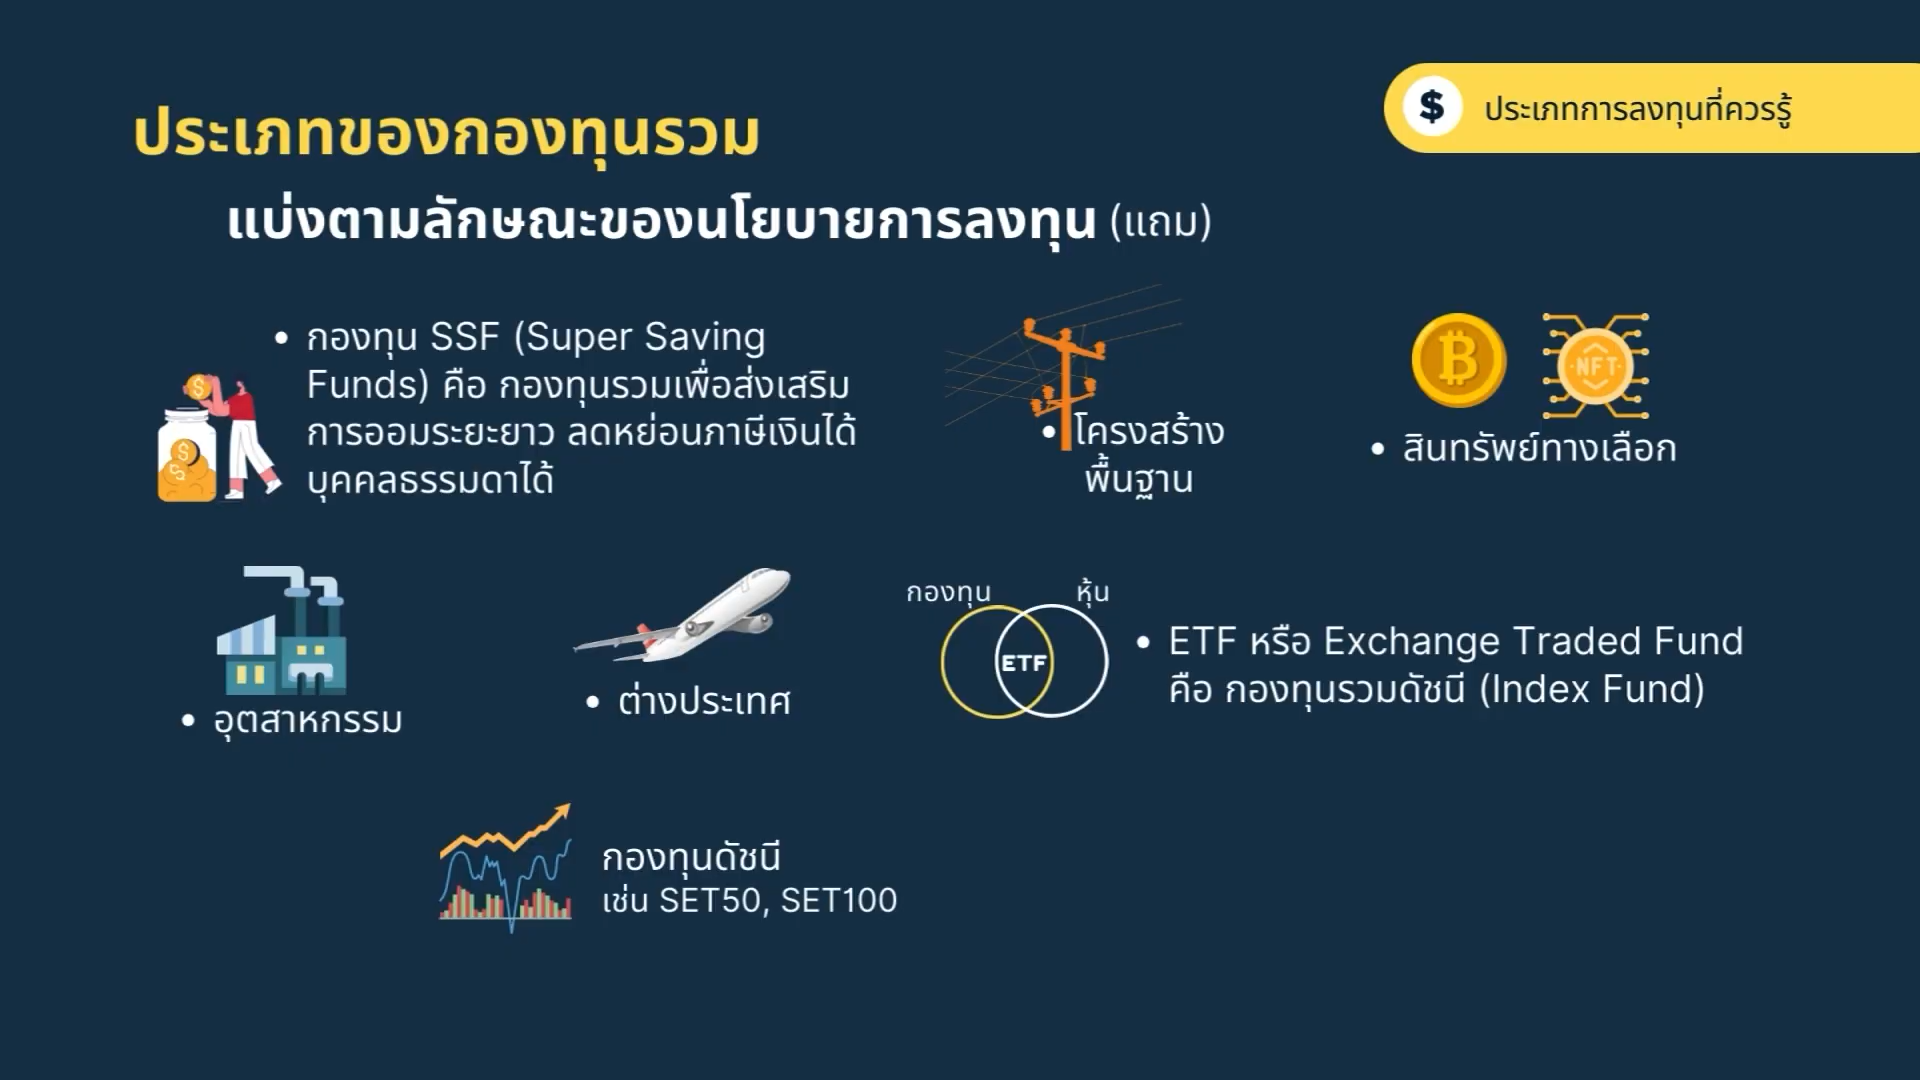 ประเภทการลงทุนที่ควรรู้
ประเภทของกองทุนรวม
แบ่งตามลักษณะของนโยบายการลงทุน (แถม)
• กองทุน SSF (Super Saving
Funds) คือ กองทุนรวมเพื่อส่งเสริม
การออมระยะยาว ลดหย่อนภาษีเงินได้
บุคคลธรรมดาได้
• โครงสร้าง
พื้นฐาน
NFT
• สินทรัพย์ทางเลือก
• อุตสาหกรรม
• ต่างประเทศ
กองทุน หุ้น
ETF
• ETF หรือ Exchange Traded Fund
คือ กองทุนรวมดัชนี (Index Fund)
กองทุนดัชนี
เช่น SET50, SET100